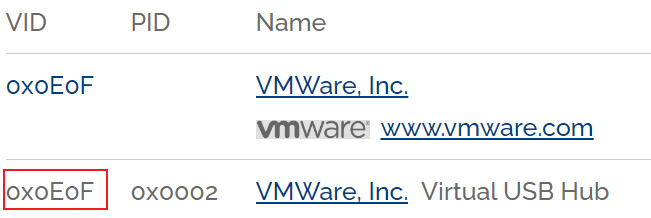 VID PID Name
0x0E0F VMWare, Inc.
vmware www.vmware.com
0x0E0F 0x0002 VMWare, Inc. Virtual USB Hub